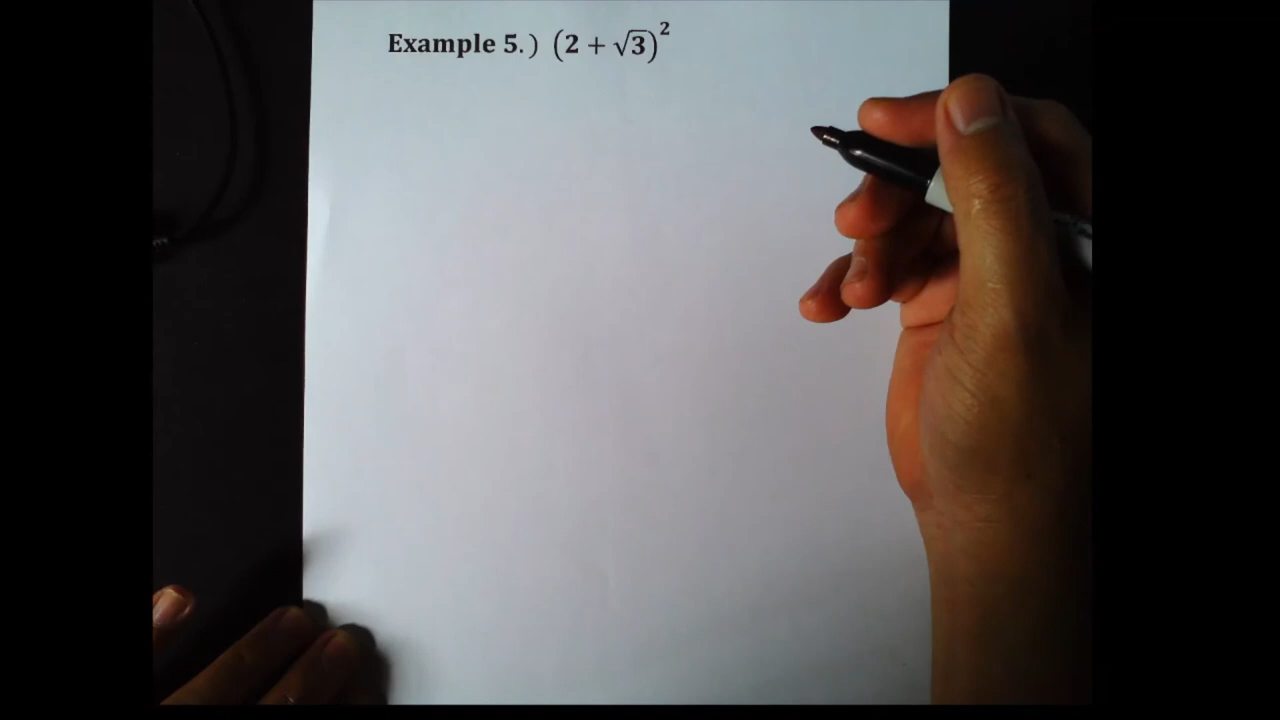 Example 5.) (2 + √3)²